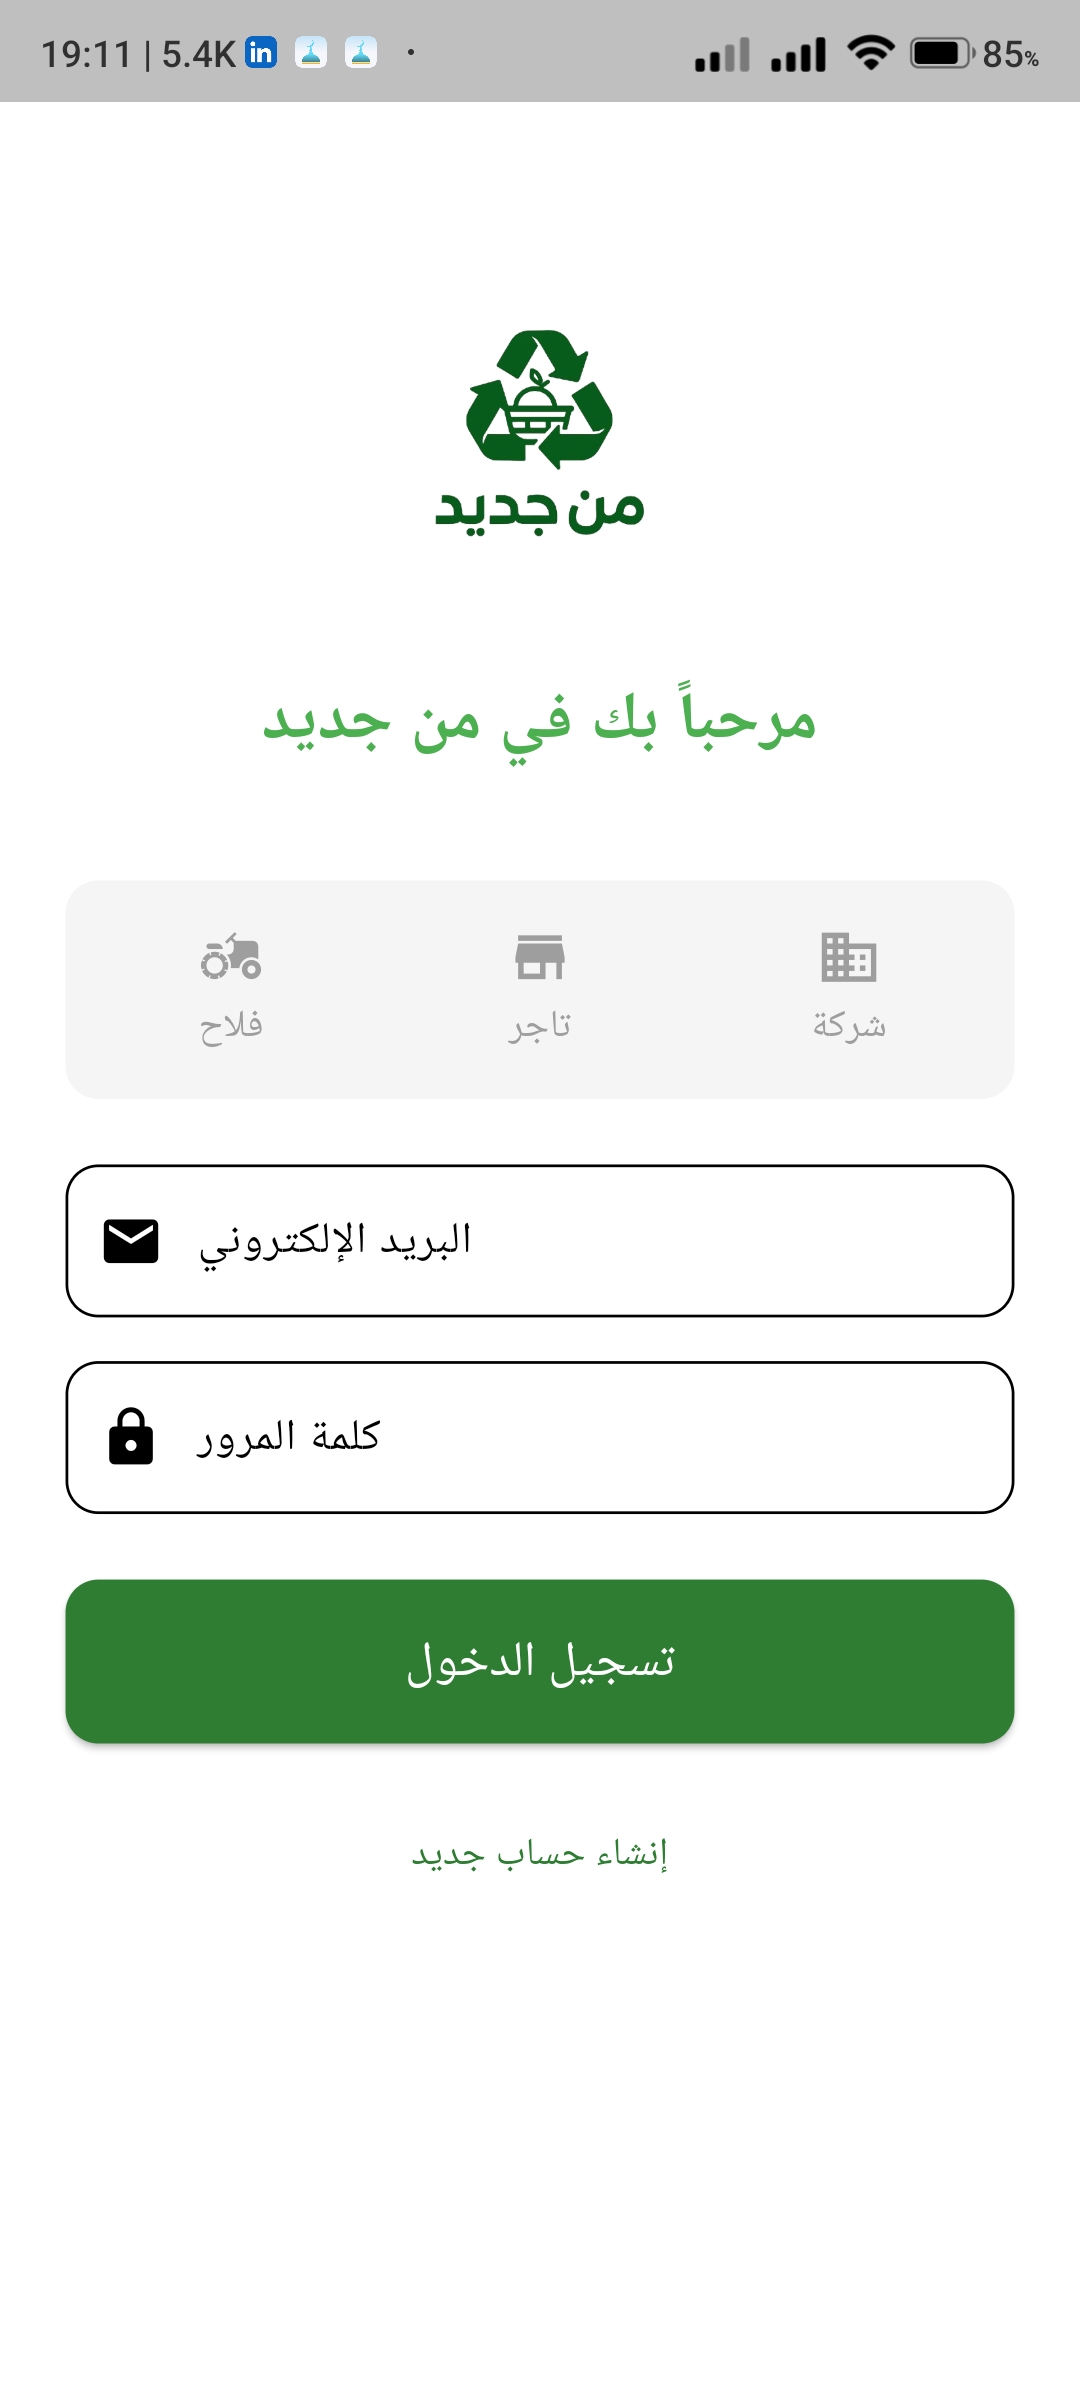 19:11 | 5.4K in 85%
من جديد
مرحباً بك في من جديد
شركة تاجر فلاح
البريد الإلكتروني
كلمة المرور
تسجيل الدخول
إنشاء حساب جديد